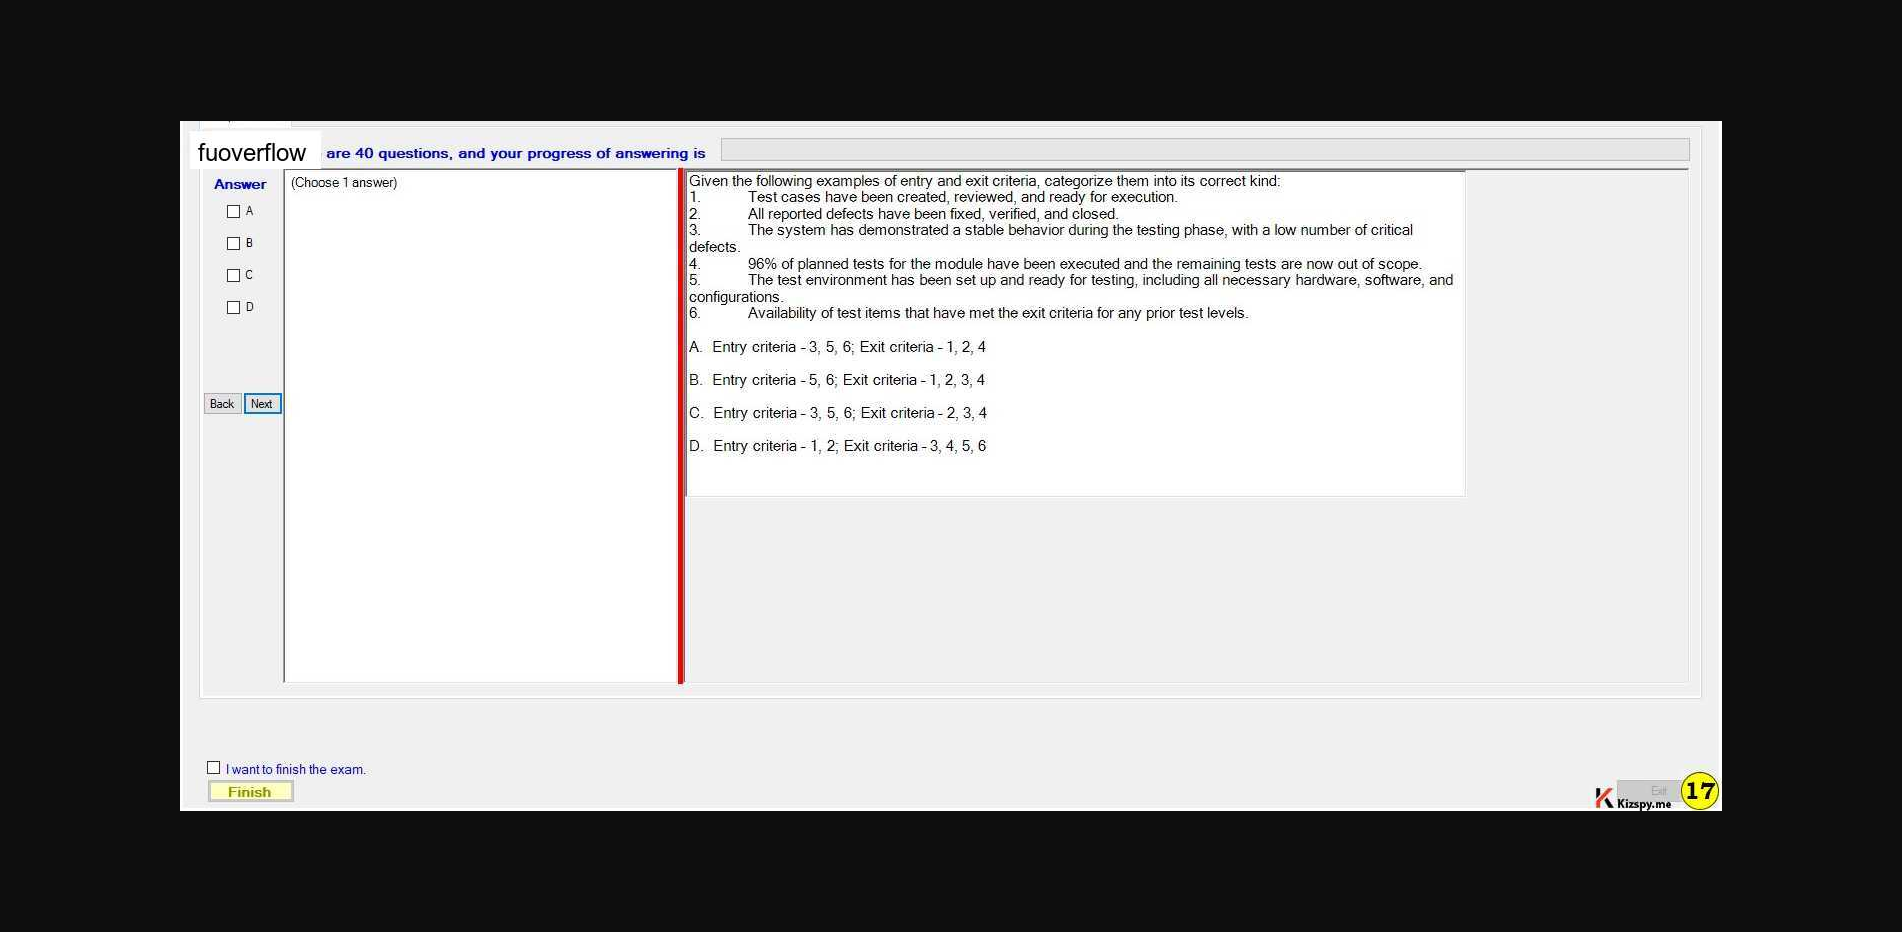 fuoverflow are 40 questions, and your progress of answering is
Answer
(Choose 1 answer)
A
B
C
D
Back Next
Given the following examples of entry and exit criteria, categorize them into its correct kind:
1. Test cases have been created, reviewed, and ready for execution.
2. All reported defects have been fixed, verified, and closed.
3. The system has demonstrated a stable behavior during the testing phase, with a low number of critical
defects.
4. 96% of planned tests for the module have been executed and the remaining tests are now out of scope.
5. The test environment has been set up and ready for testing, including all necessary hardware, software, and
configurations.
6. Availability of test items that have met the exit criteria for any prior test levels.
A. Entry criteria - 3, 5, 6; Exit criteria - 1, 2, 4
B. Entry criteria - 5, 6; Exit criteria - 1, 2, 3, 4
C. Entry criteria - 3, 5, 6; Exit criteria - 2, 3, 4
D. Entry criteria - 1, 2; Exit criteria - 3, 4, 5, 6
I want to finish the exam.
Finish
Exit
Kizspy.me
17